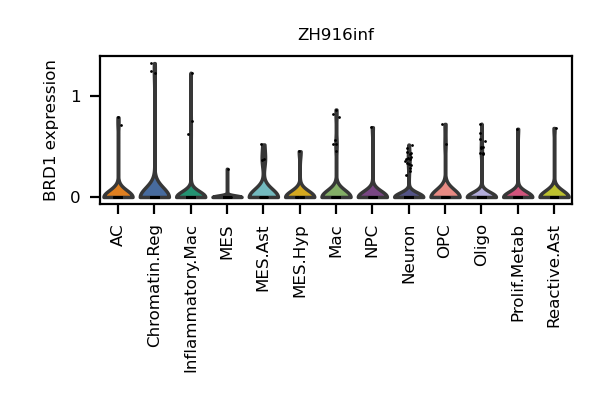 ZH916inf
BRD1 expression
1
0
AC
Chromatin.Reg
Inflammatory.Mac
MES
MES.Ast
MES.Hyp
Mac
NPC
Neuron
OPC
Oligo
Prolif.Metab
Reactive.Ast